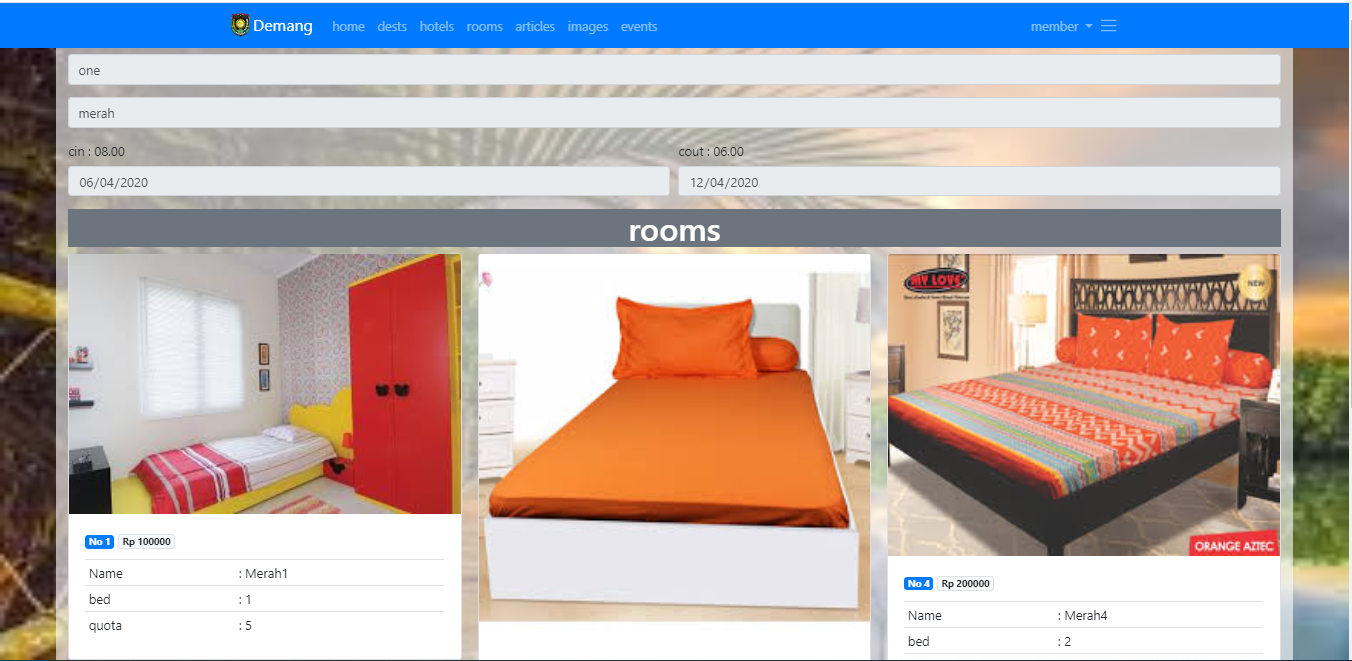 Demang home dests hotels rooms articles images events member
one
merah
cin : 08.00 cout : 06.00
06/04/2020 12/04/2020
rooms
MY LOVE
NEW
ORANGE AZTEC
No 1 Rp 100000
Name : Merah1
bed : 1
quota : 5
No 4 Rp 200000
Name : Merah4
bed : 2